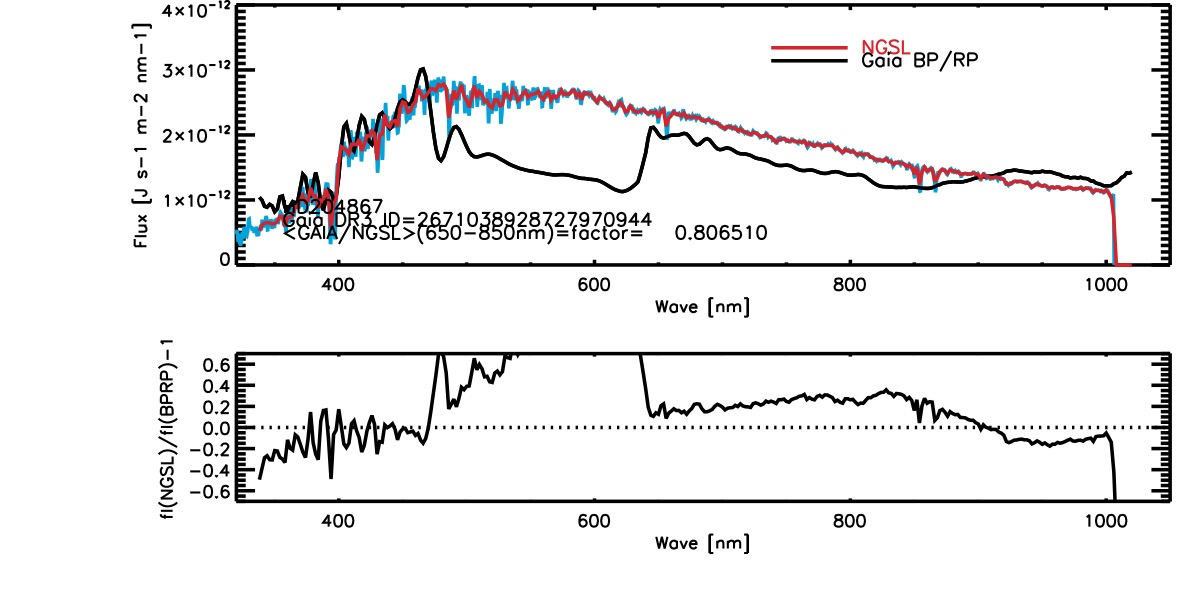 4×10−12
3×10−12
2×10−12
1×10−12
0
Flux [J s−1 m−2 nm−1]
NGSL
Gaia BP/RP
204867
Gaia DR3 ID=2671038928727970944
<GAIA/NGSL>(650−850nm)=factor= 0.806510
400 600 800 1000
Wave [nm]
0.6
0.4
0.2
0.0
−0.2
−0.4
−0.6
fl(NGSL)/fl(BPRP)−1
400 600 800 1000
Wave [nm]